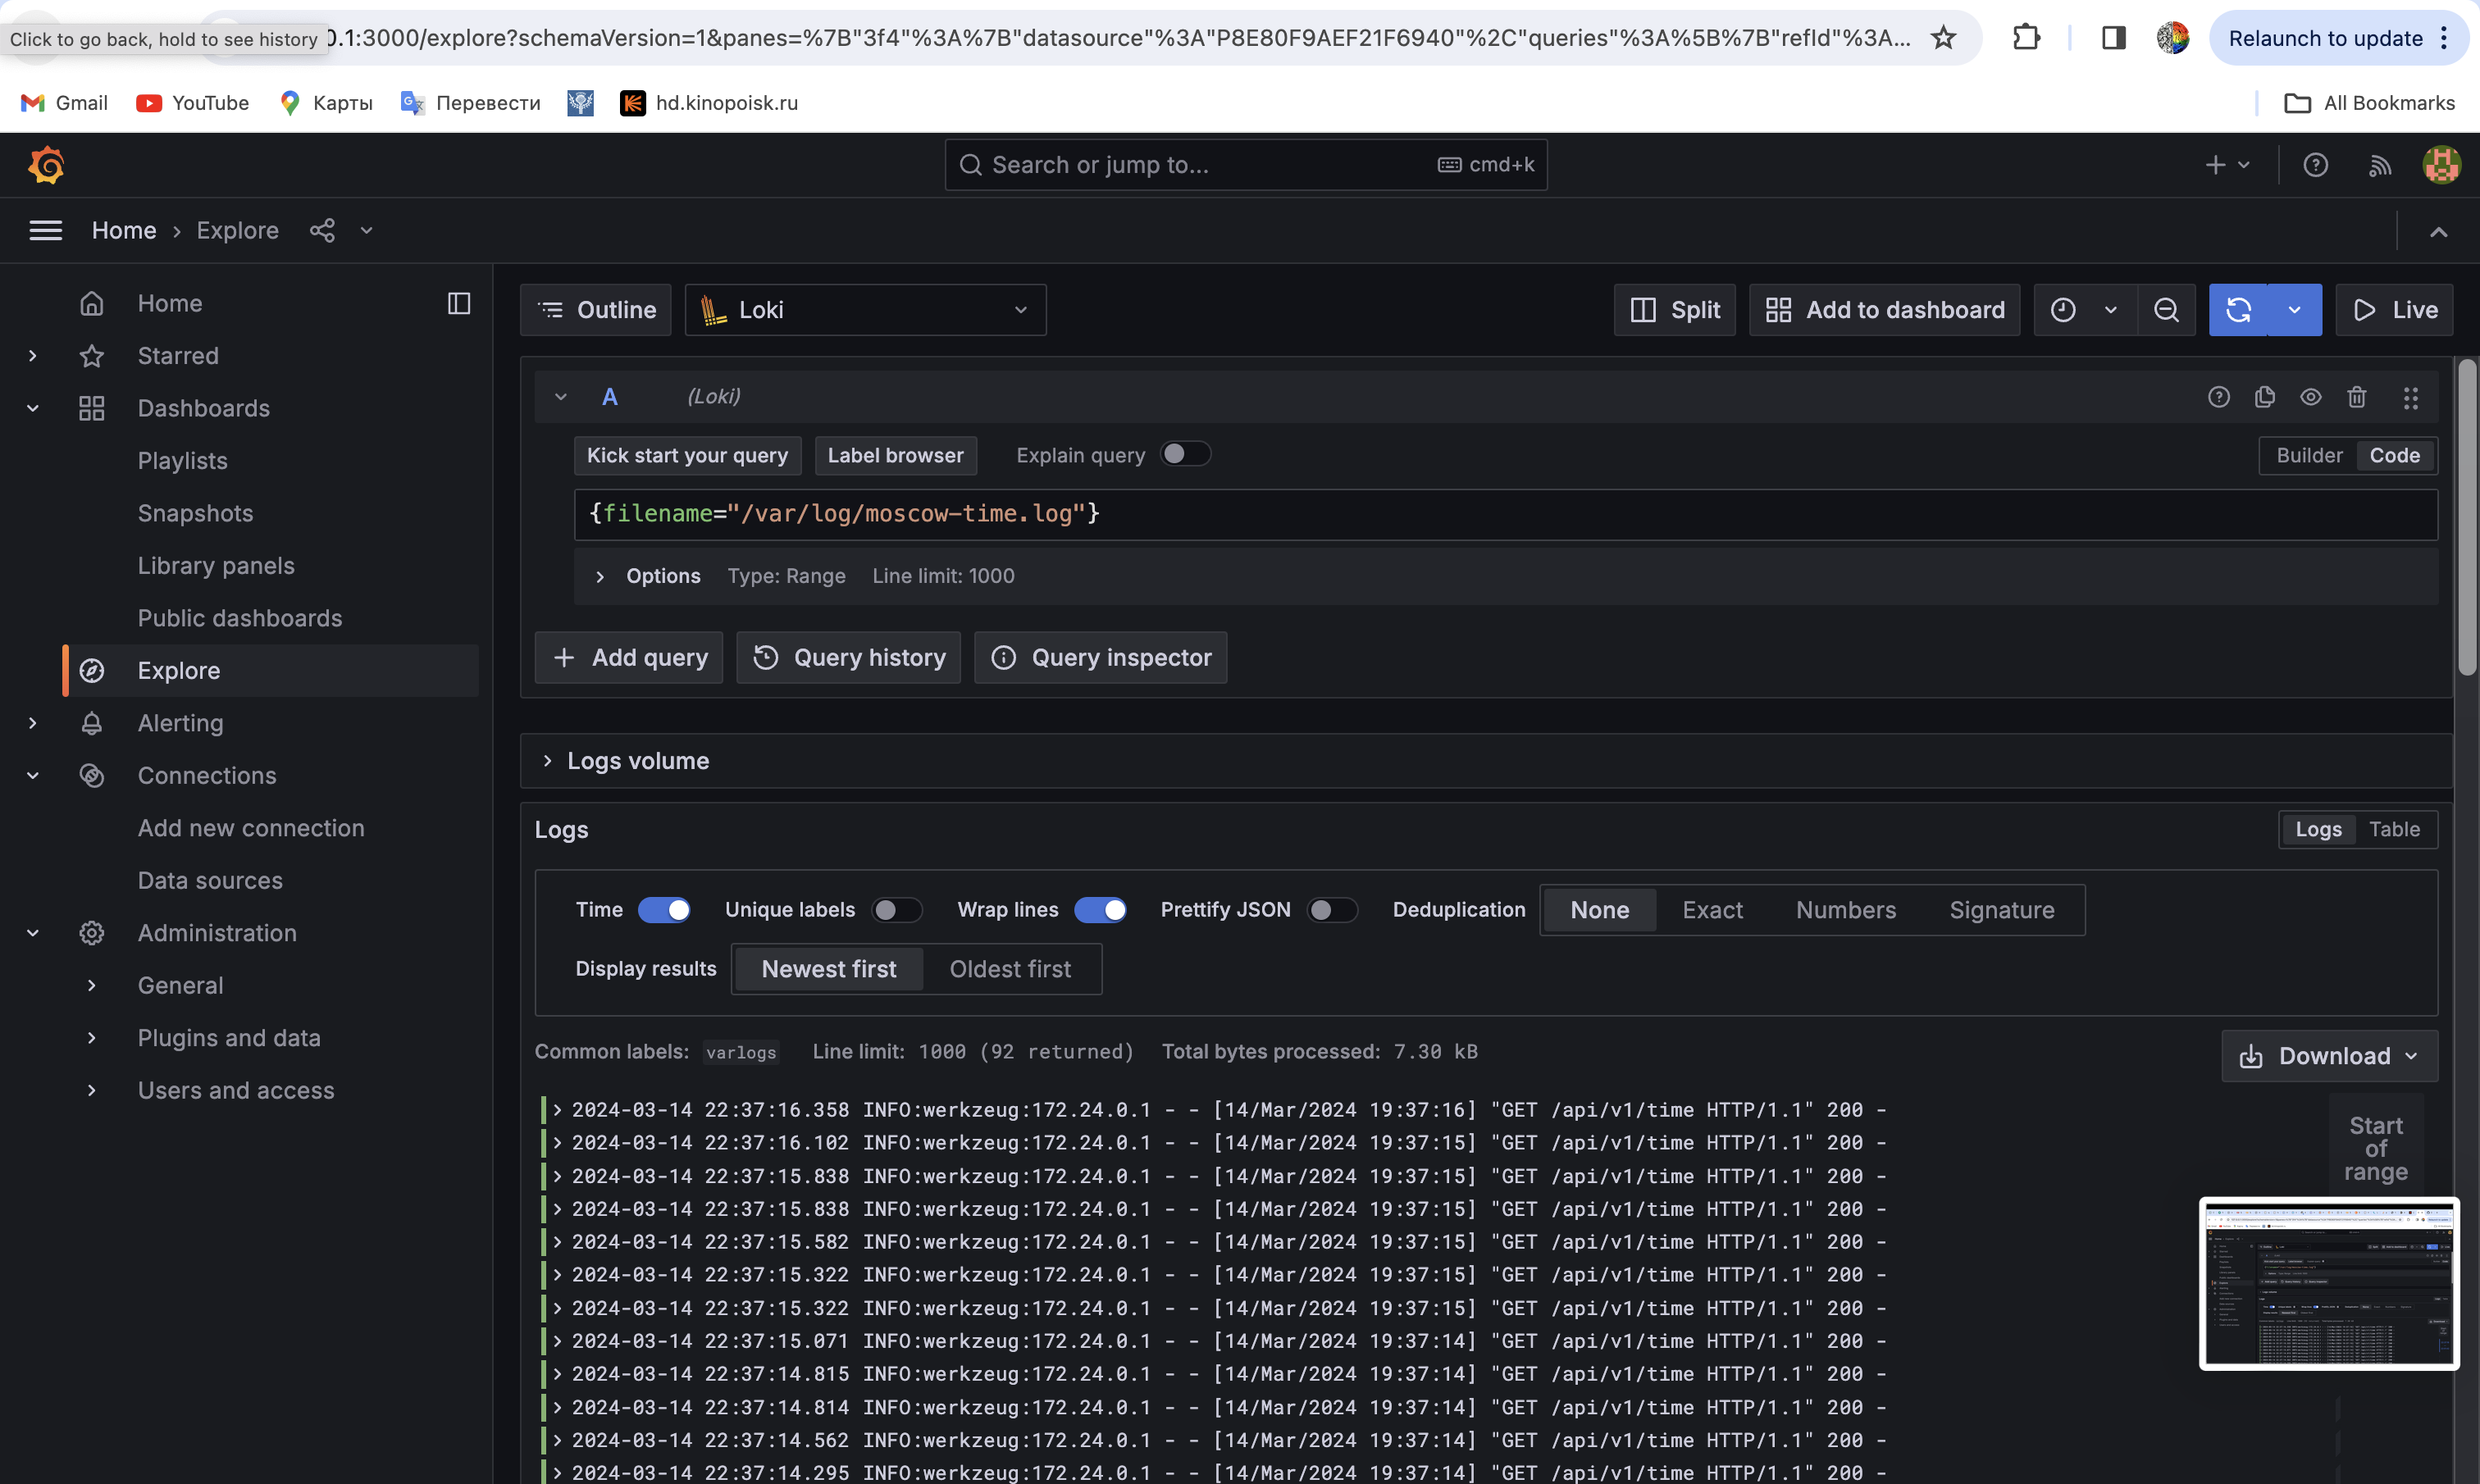 Click to go back, hold to see history
0.1:3000/explore?schemaVersion=1&panes=%7B"3f4"%3A%7B"datasource"%3A"P8E80F9AEF21F6940"%2C"queries"%3A%5B%7B"refId"%3A...
Relaunch to update
Gmail YouTube Карты Перевести hd.kinopoisk.ru All Bookmarks
Search or jump to... cmd+k
Home Explore
Home
Starred
Dashboards
Playlists
Snapshots
Library panels
Public dashboards
Explore
Alerting
Connections
Add new connection
Data sources
Administration
General
Plugins and data
Users and access
Outline Loki Split Add to dashboard Live
A (Loki)
Kick start your query Label browser Explain query Builder Code
{filename="/var/log/moscow-time.log"}
Options Type: Range Line limit: 1000
Add query Query history Query inspector
Logs volume
Logs Logs Table
Time Unique labels Wrap lines Prettify JSON Deduplication None Exact Numbers Signature
Display results Newest first Oldest first
Common labels: varlogs Line limit: 1000 (92 returned) Total bytes processed: 7.30 kB Download
2024-03-14 22:37:16.358 INFO:werkzeug:172.24.0.1 - - [14/Mar/2024 19:37:16] "GET /api/v1/time HTTP/1.1" 200 -
2024-03-14 22:37:16.102 INFO:werkzeug:172.24.0.1 - - [14/Mar/2024 19:37:15] "GET /api/v1/time HTTP/1.1" 200 -
2024-03-14 22:37:15.838 INFO:werkzeug:172.24.0.1 - - [14/Mar/2024 19:37:15] "GET /api/v1/time HTTP/1.1" 200 -
2024-03-14 22:37:15.838 INFO:werkzeug:172.24.0.1 - - [14/Mar/2024 19:37:15] "GET /api/v1/time HTTP/1.1" 200 -
2024-03-14 22:37:15.582 INFO:werkzeug:172.24.0.1 - - [14/Mar/2024 19:37:15] "GET /api/v1/time HTTP/1.1" 200 -
2024-03-14 22:37:15.322 INFO:werkzeug:172.24.0.1 - - [14/Mar/2024 19:37:15] "GET /api/v1/time HTTP/1.1" 200 -
2024-03-14 22:37:15.322 INFO:werkzeug:172.24.0.1 - - [14/Mar/2024 19:37:15] "GET /api/v1/time HTTP/1.1" 200 -
2024-03-14 22:37:15.071 INFO:werkzeug:172.24.0.1 - - [14/Mar/2024 19:37:14] "GET /api/v1/time HTTP/1.1" 200 -
2024-03-14 22:37:14.815 INFO:werkzeug:172.24.0.1 - - [14/Mar/2024 19:37:14] "GET /api/v1/time HTTP/1.1" 200 -
2024-03-14 22:37:14.814 INFO:werkzeug:172.24.0.1 - - [14/Mar/2024 19:37:14] "GET /api/v1/time HTTP/1.1" 200 -
2024-03-14 22:37:14.562 INFO:werkzeug:172.24.0.1 - - [14/Mar/2024 19:37:14] "GET /api/v1/time HTTP/1.1" 200 -
2024-03-14 22:37:14.295 INFO:werkzeug:172.24.0.1 - - [14/Mar/2024 19:37:14] "GET /api/v1/time HTTP/1.1" 200 -
Start
of
range